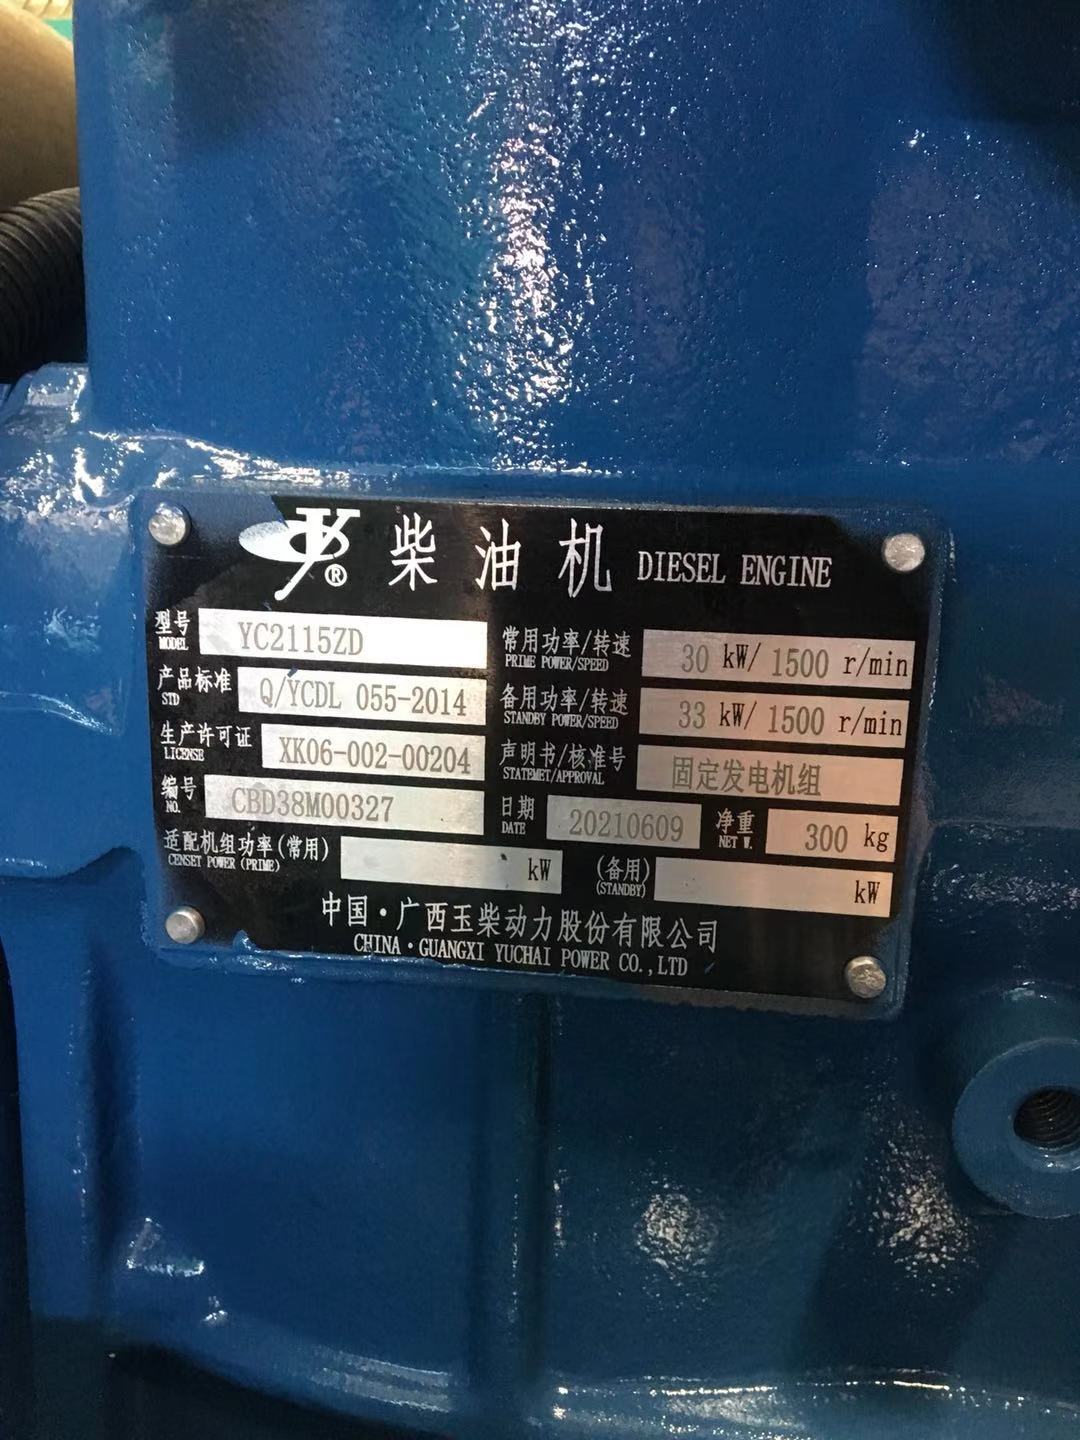 柴油机 DIESEL ENGINE
型号 MODEL YC2115ZD
常用功率/转速 PRIME POWER/SPEED 30 kW/ 1500 r/min
产品标准 STD Q/YCDL 055-2014
备用功率/转速 STANDBY POWER/SPEED 33 kW/ 1500 r/min
生产许可证 LICENSE XK06-002-00204
声明书/核准号 STATEMET/APPROVAL 固定发电机组
编号 NO. CBD38M00327
日期 DATE 20210609 净重 NET W. 300 kg
适配机组功率(常用) CENSET POWER (PRIME) kW (备用) (STANDBY) kW
中国·广西玉柴动力股份有限公司
CHINA·GUANGXI YUCHAI POWER CO.,LTD